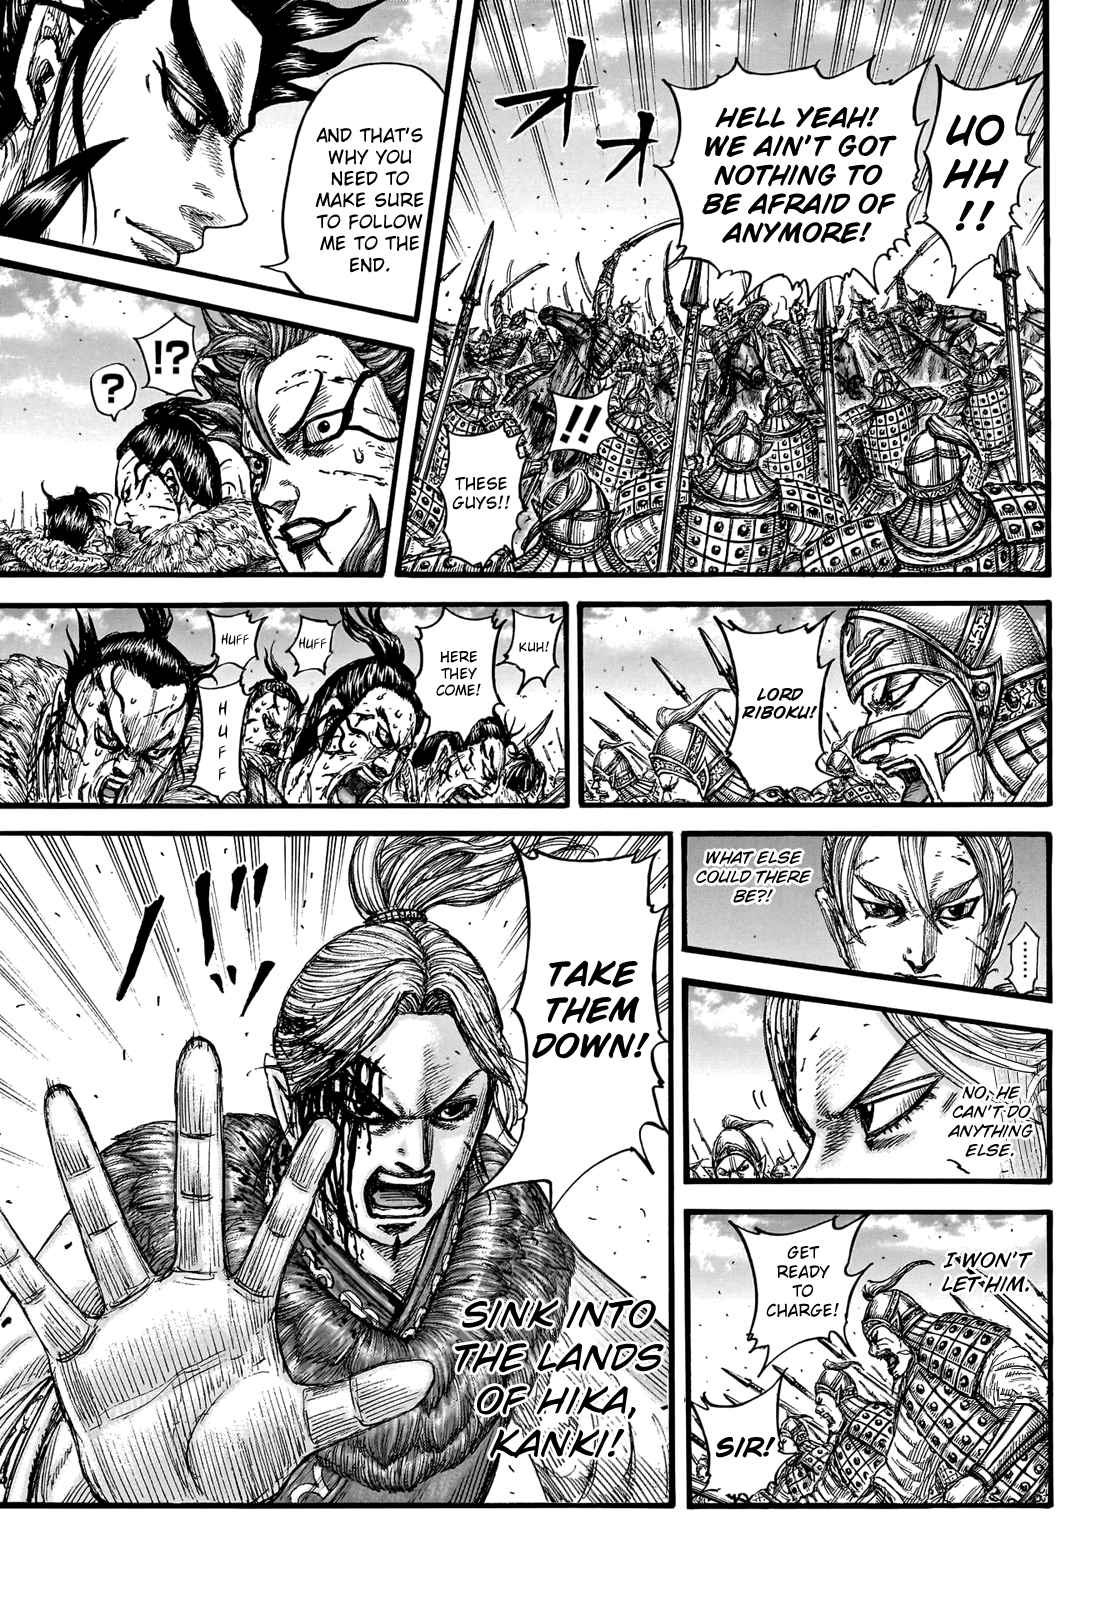 UO
HH
!!
HELL YEAH!
WE AIN'T GOT
NOTHING TO
BE AFRAID OF
ANYMORE!
オオ
!!
THESE
GUYS!!
AND THAT'S
WHY YOU
NEED TO
MAKE SURE
TO FOLLOW
ME TO THE
END.
!?
?
LORD
RIBOKU!
KUH!
HERE
THEY
COME!
HUFF
HUFF
HUFF
WHAT ELSE
COULD THERE
BE?!
......
NO, HE
CAN'T DO
ANYTHING
ELSE.
I WON'T
LET HIM.
GET
READY
TO
CHARGE!
SIR!
TAKE
THEM
DOWN!
SINK INTO
THE LANDS
OF HIKA,
KANKI!